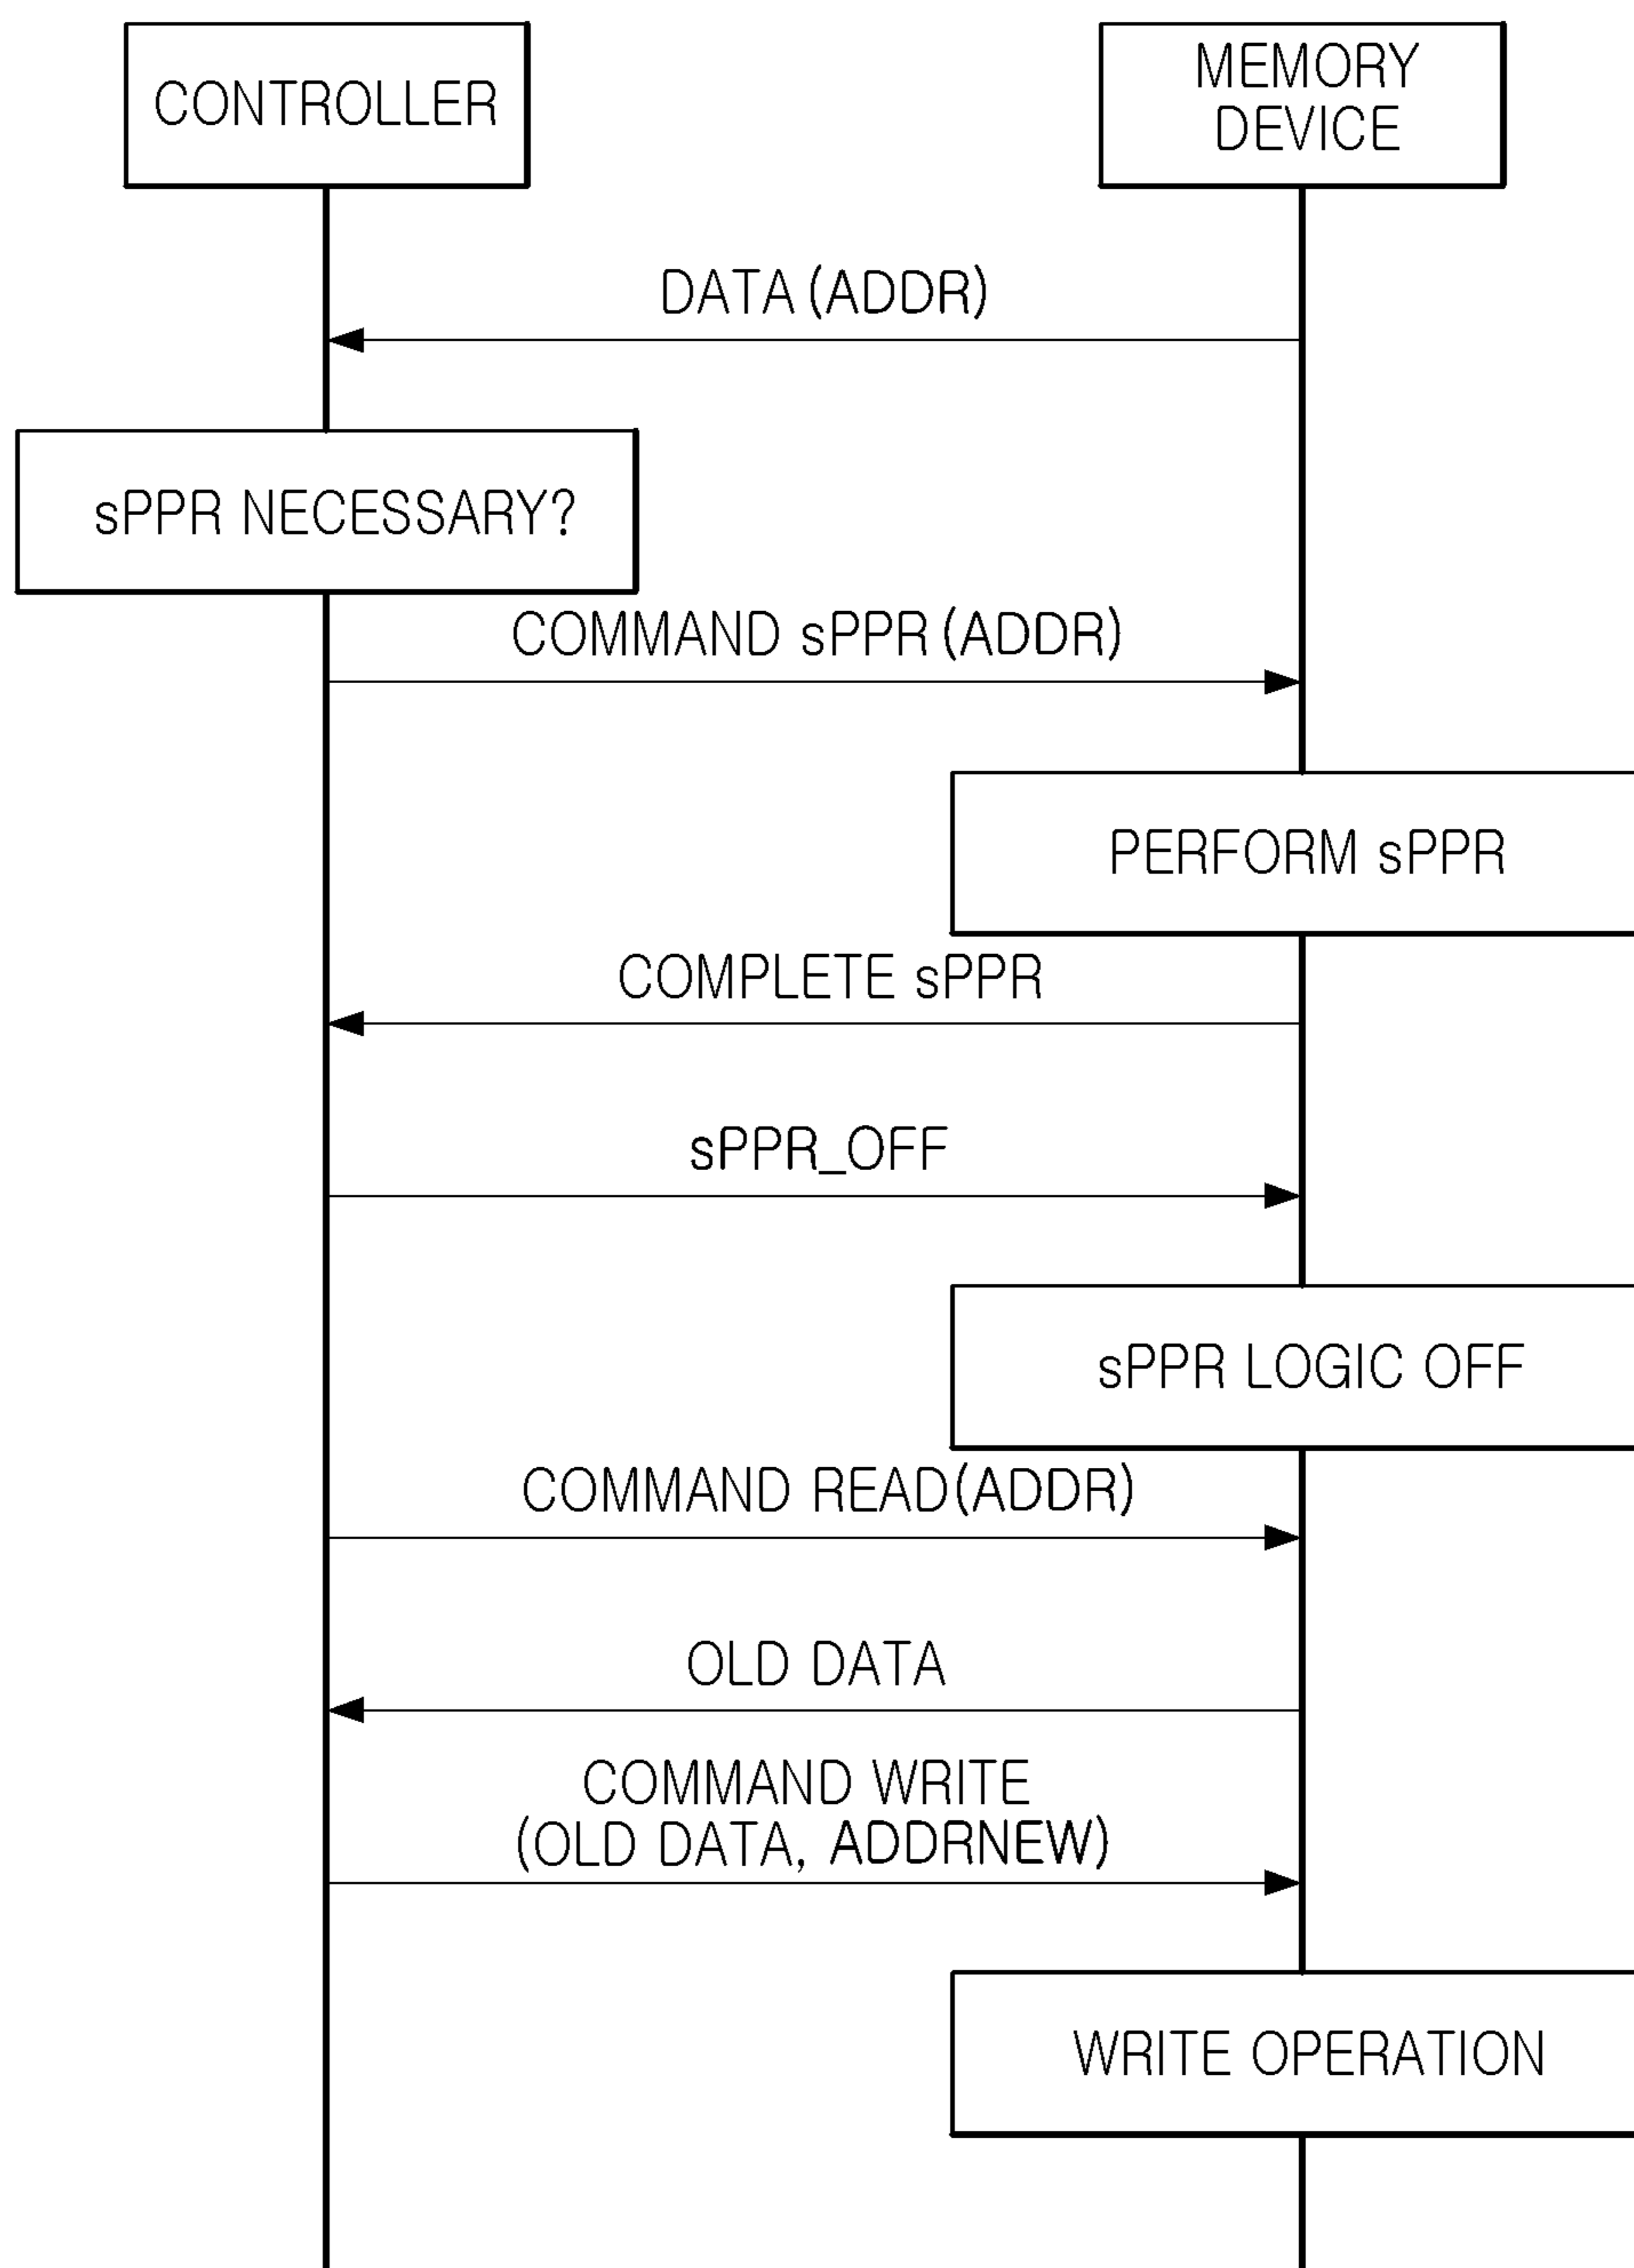 CONTROLLER
MEMORY
DEVICE
DATA (ADDR)
sPPR NECESSARY?
COMMAND sPPR (ADDR)
PERFORM sPPR
COMPLETE sPPR
sPPR_OFF
sPPR LOGIC OFF
COMMAND READ(ADDR)
OLD DATA
COMMAND WRITE
(OLD DATA, ADDRNEW)
WRITE OPERATION